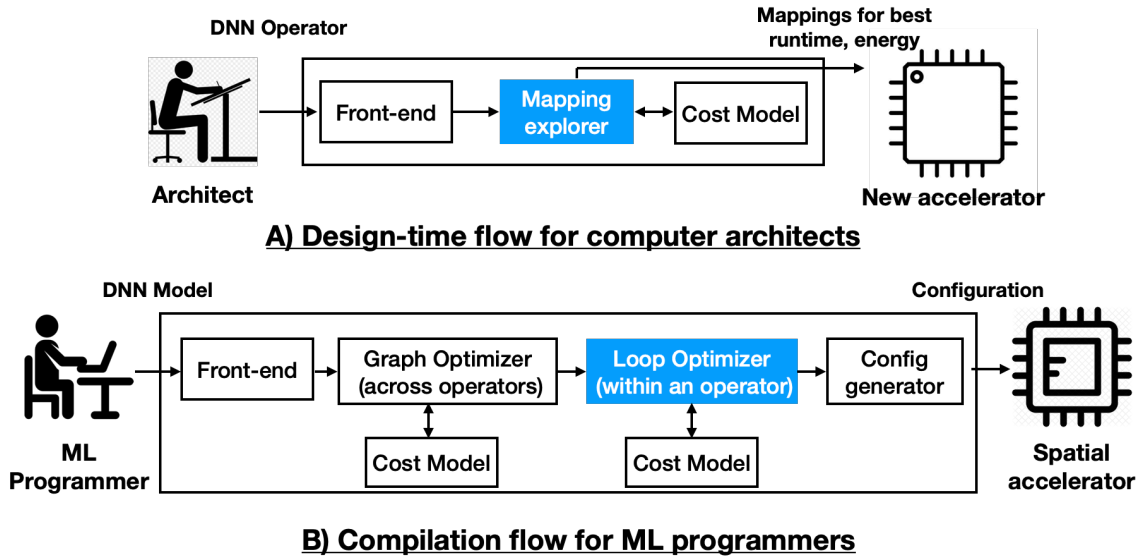 DNN Operator
Mappings for best
runtime, energy
Front-end
Mapping
explorer
Cost Model
Architect
New accelerator
A) Design-time flow for computer architects
DNN Model
Configuration
Front-end
Graph Optimizer
(across operators)
Loop Optimizer
(within an operator)
Config
generator
Cost Model
Cost Model
ML
Programmer
Spatial
accelerator
B) Compilation flow for ML programmers